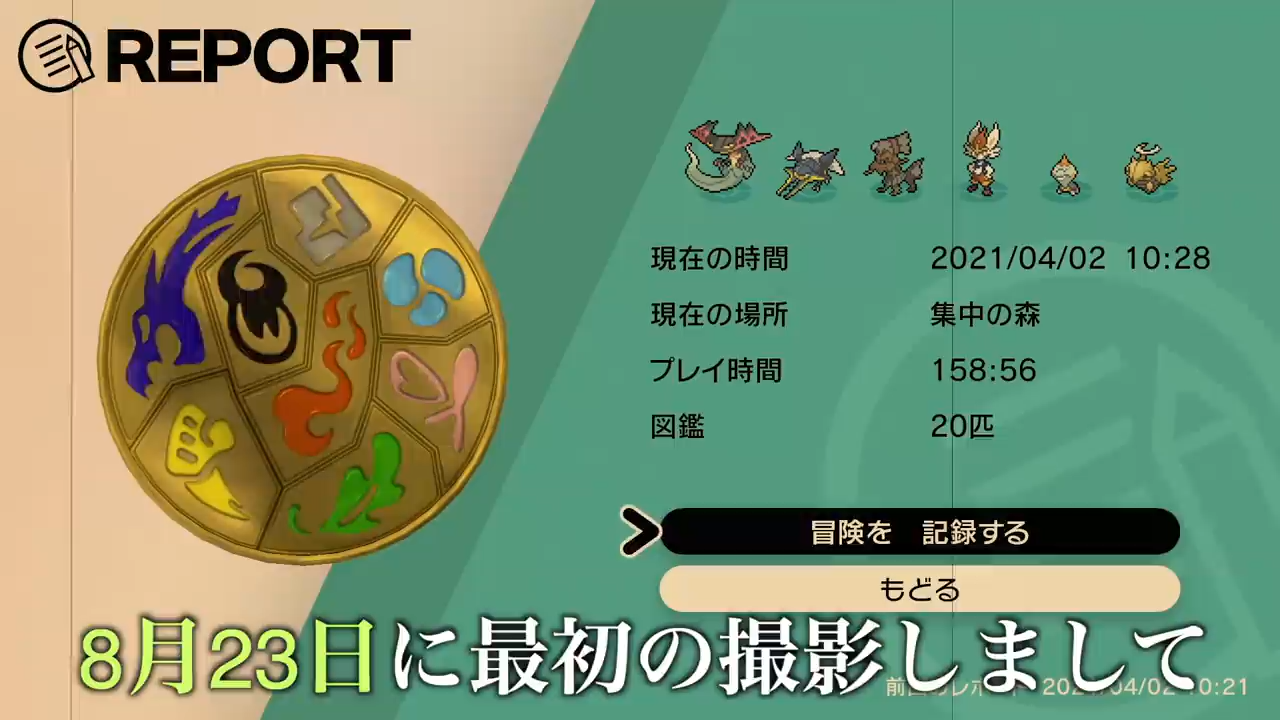 REPORT
現在の時間 2021/04/02 10:28
現在の場所 集中の森
プレイ時間 158:56
図鑑 20匹
冒険を 記録する
もどる
8月23日に最初の撮影しまして
10:21